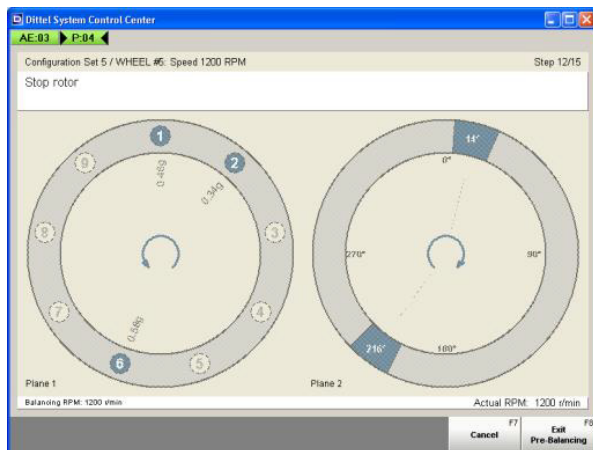 Dittel System Control Center
AE:03 P:04
Configuration Set 5 / WHEEL #5: Speed 1200 RPM Step 12/15
Stop rotor
1
2
3
4
5
6
7
8
9
0.46g
0.34g
0.58g
Plane 1
14°
0°
90°
180°
270°
216°
Plane 2
Balancing RPM: 1200 r/min
Actual RPM: 1200 r/min
F7
Cancel
F8
Exit
Pre-Balancing